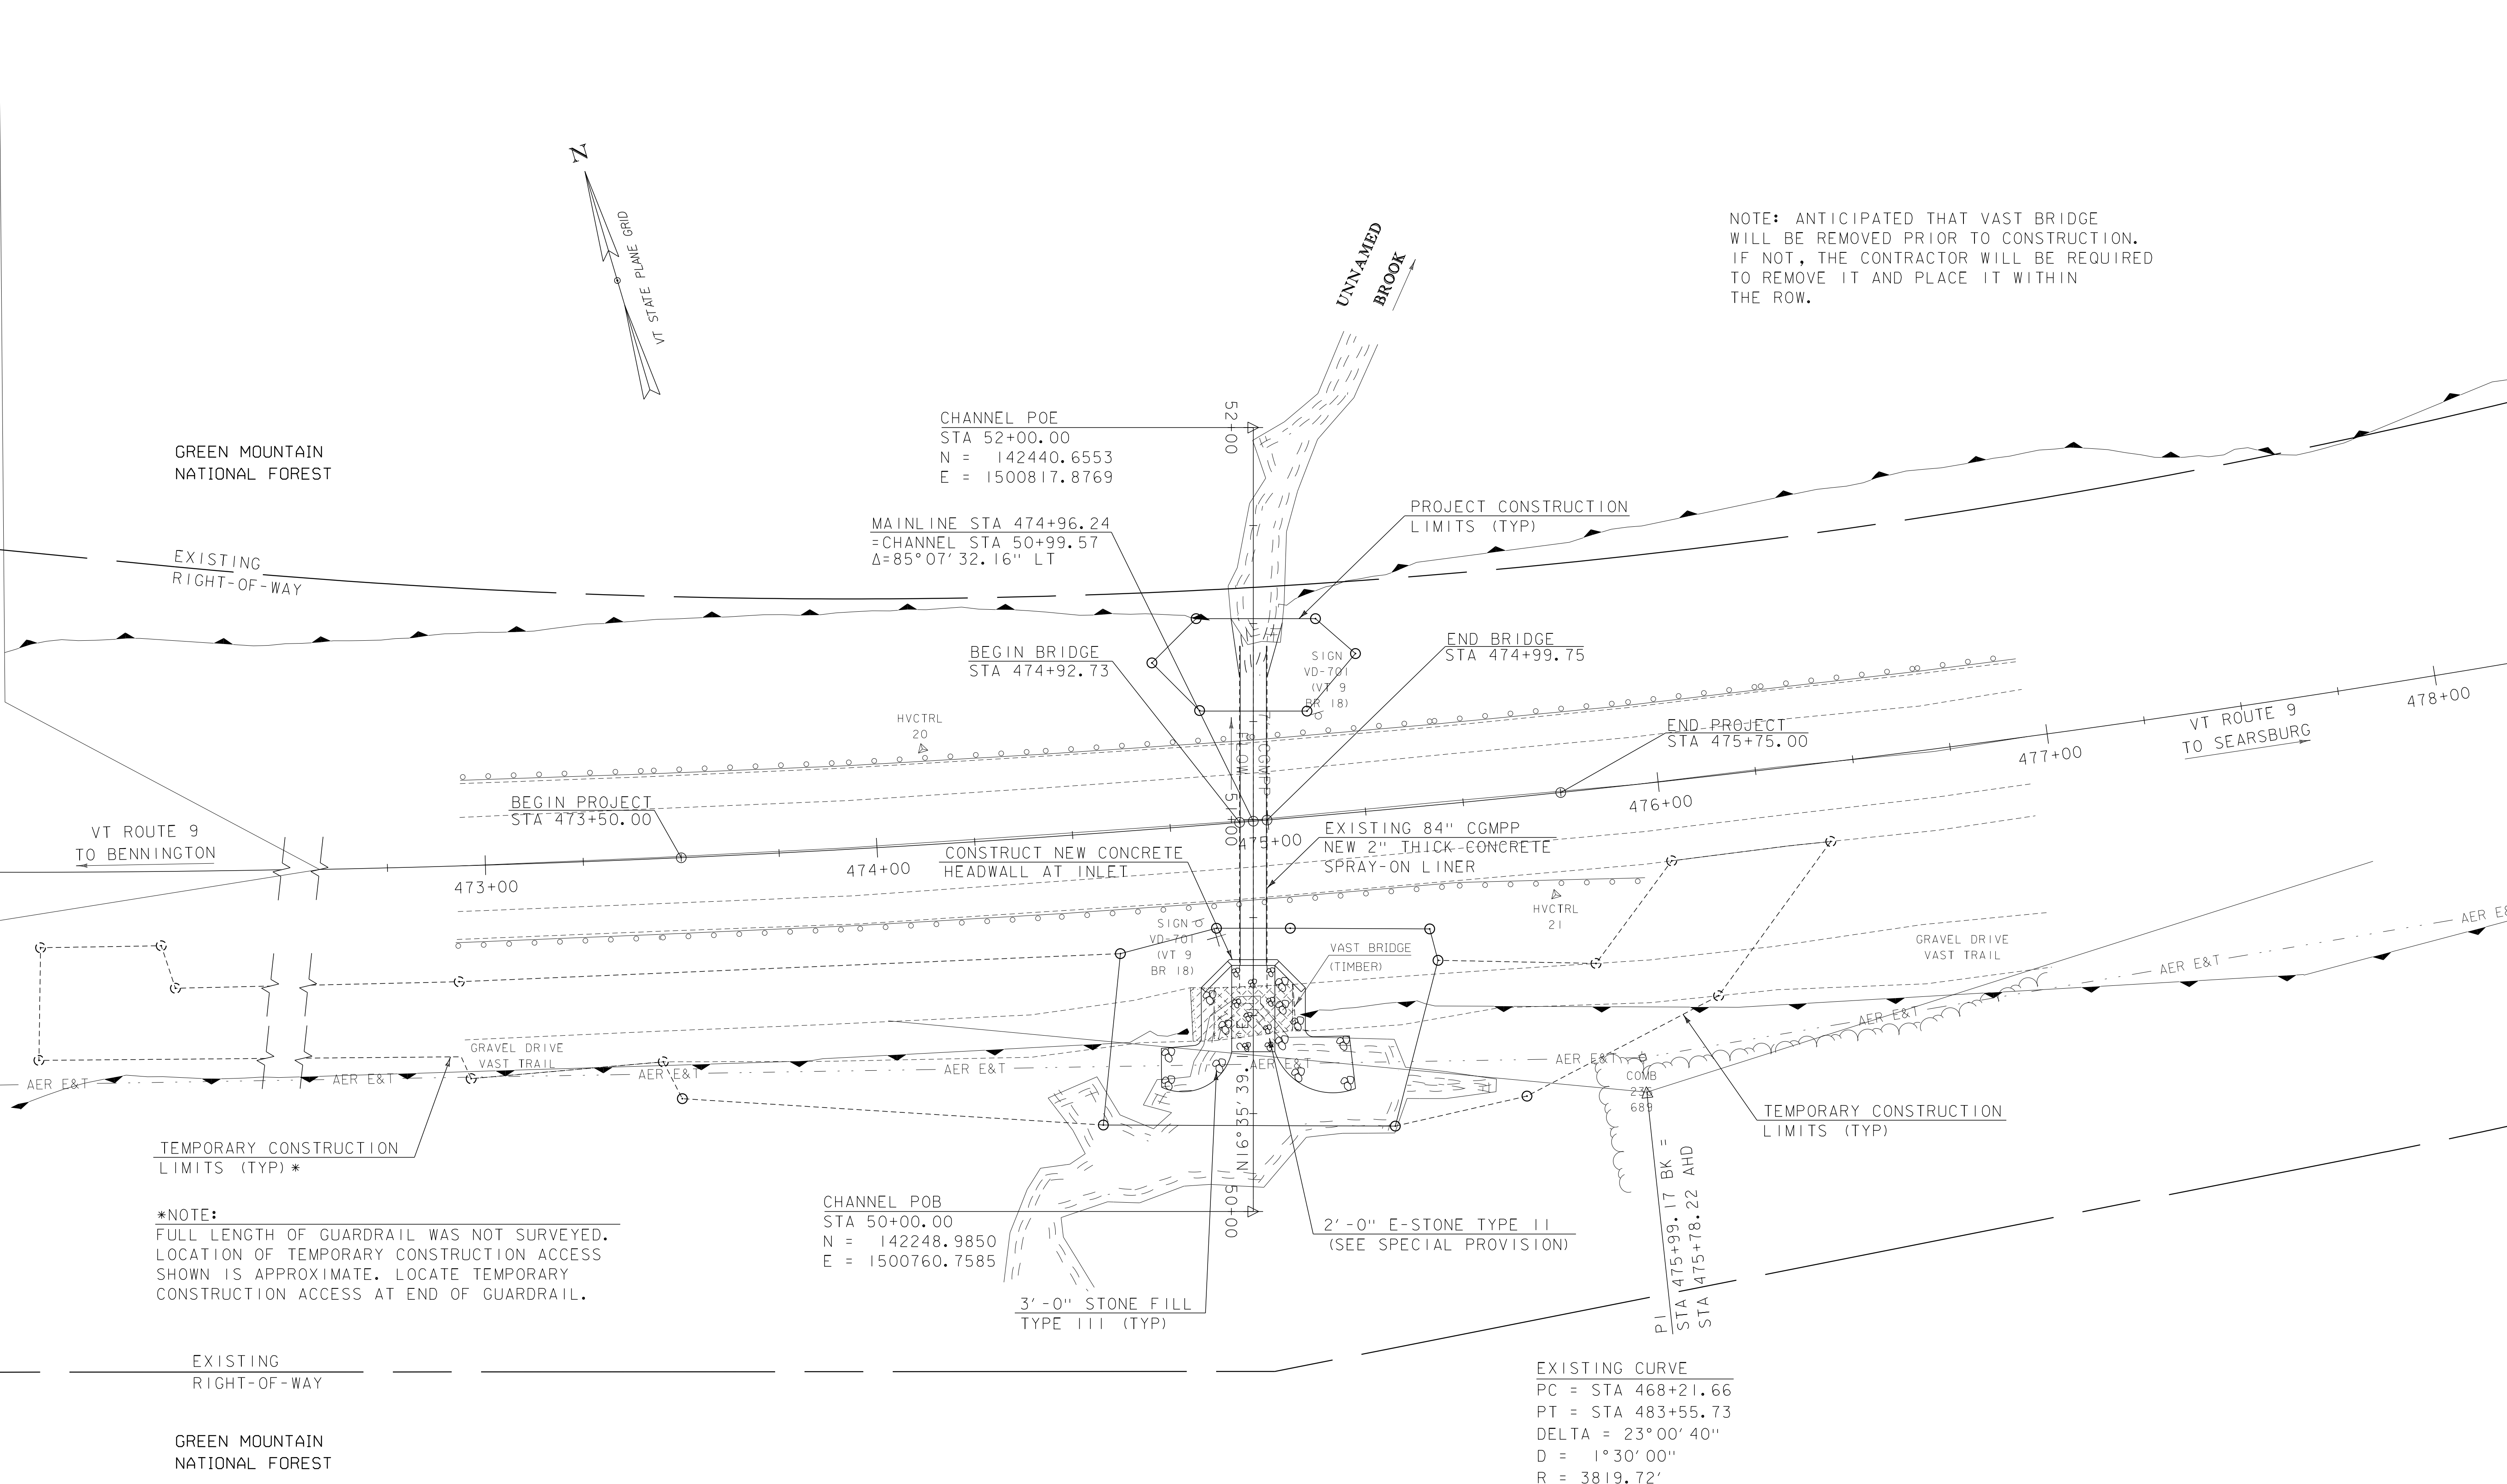 N
VT STATE PLANE GRID
UNNAMED
BROOK
NOTE: ANTICIPATED THAT VAST BRIDGE
WILL BE REMOVED PRIOR TO CONSTRUCTION.
IF NOT, THE CONTRACTOR WILL BE REQUIRED
TO REMOVE IT AND PLACE IT WITHIN
THE ROW.
GREEN MOUNTAIN
NATIONAL FOREST
CHANNEL POE
STA 52+00.00
N = 142440.6553
E = 1500817.8769
52+00
MAINLINE STA 474+96.24
=CHANNEL STA 50+99.57
Δ=85°07'32.16" LT
PROJECT CONSTRUCTION
LIMITS (TYP)
EXISTING
RIGHT-OF-WAY
BEGIN BRIDGE
STA 474+92.73
END BRIDGE
STA 474+99.75
SIGN
VD-701
(VT 9
BR 18)
HVCTRL
20
FLOW
CGMPP
51+00
END PROJECT
STA 475+75.00
VT ROUTE 9
TO SEARSBURG
478+00
477+00
476+00
475+00
474+00
473+00
BEGIN PROJECT
STA 473+50.00
VT ROUTE 9
TO BENNINGTON
CONSTRUCT NEW CONCRETE
HEADWALL AT INLET
EXISTING 84" CGMPP
NEW 2" THICK CONCRETE
SPRAY-ON LINER
HVCTRL
21
SIGN
VD-701
(VT 9
BR 18)
VAST BRIDGE
(TIMBER)
GRAVEL DRIVE
VAST TRAIL
AER E&T
AER E&T
AER E&T
AER E&T
AER E&T
AER E&T
AER E&T
AER E&T
GRAVEL DRIVE
VAST TRAIL
COMB
689
N16°35'39.12"E
TEMPORARY CONSTRUCTION
LIMITS (TYP)
TEMPORARY CONSTRUCTION
LIMITS (TYP)*
*NOTE:
FULL LENGTH OF GUARDRAIL WAS NOT SURVEYED.
LOCATION OF TEMPORARY CONSTRUCTION ACCESS
SHOWN IS APPROXIMATE. LOCATE TEMPORARY
CONSTRUCTION ACCESS AT END OF GUARDRAIL.
CHANNEL POB
STA 50+00.00
N = 142248.9850
E = 1500760.7585
50+00
2'-0" E-STONE TYPE II
(SEE SPECIAL PROVISION)
3'-0" STONE FILL
TYPE III (TYP)
PI
STA 475+99.17 BK =
STA 475+78.22 AHD
EXISTING
RIGHT-OF-WAY
GREEN MOUNTAIN
NATIONAL FOREST
EXISTING CURVE
PC = STA 468+21.66
PT = STA 483+55.73
DELTA = 23°00'40"
D = 1°30'00"
R = 3819.72'